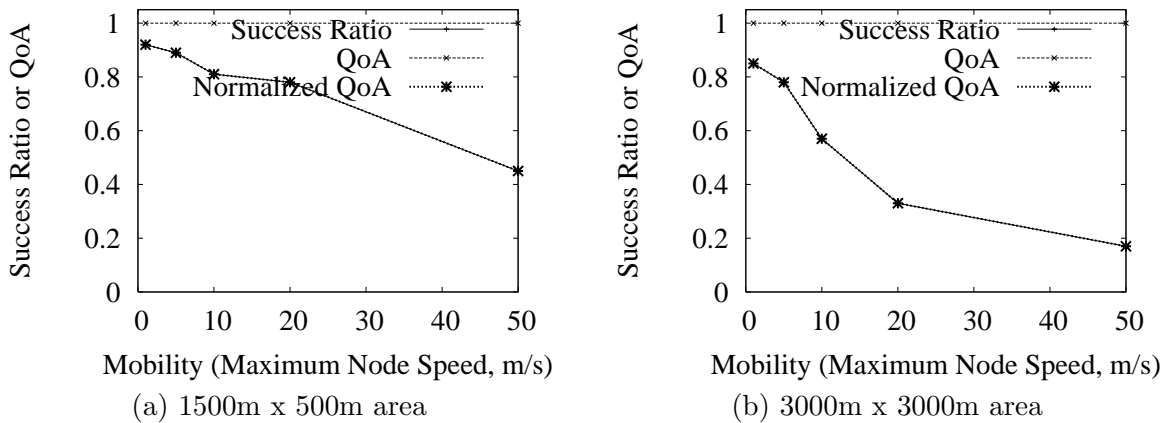 Success Ratio or QoA
1
0.8
0.6
0.4
0.2
0
Success Ratio
QoA
Normalized QoA
0 10 20 30 40 50
Mobility (Maximum Node Speed, m/s)
(a) 1500m x 500m area
Success Ratio or QoA
1
0.8
0.6
0.4
0.2
0
Success Ratio
QoA
Normalized QoA
0 10 20 30 40 50
Mobility (Maximum Node Speed, m/s)
(b) 3000m x 3000m area